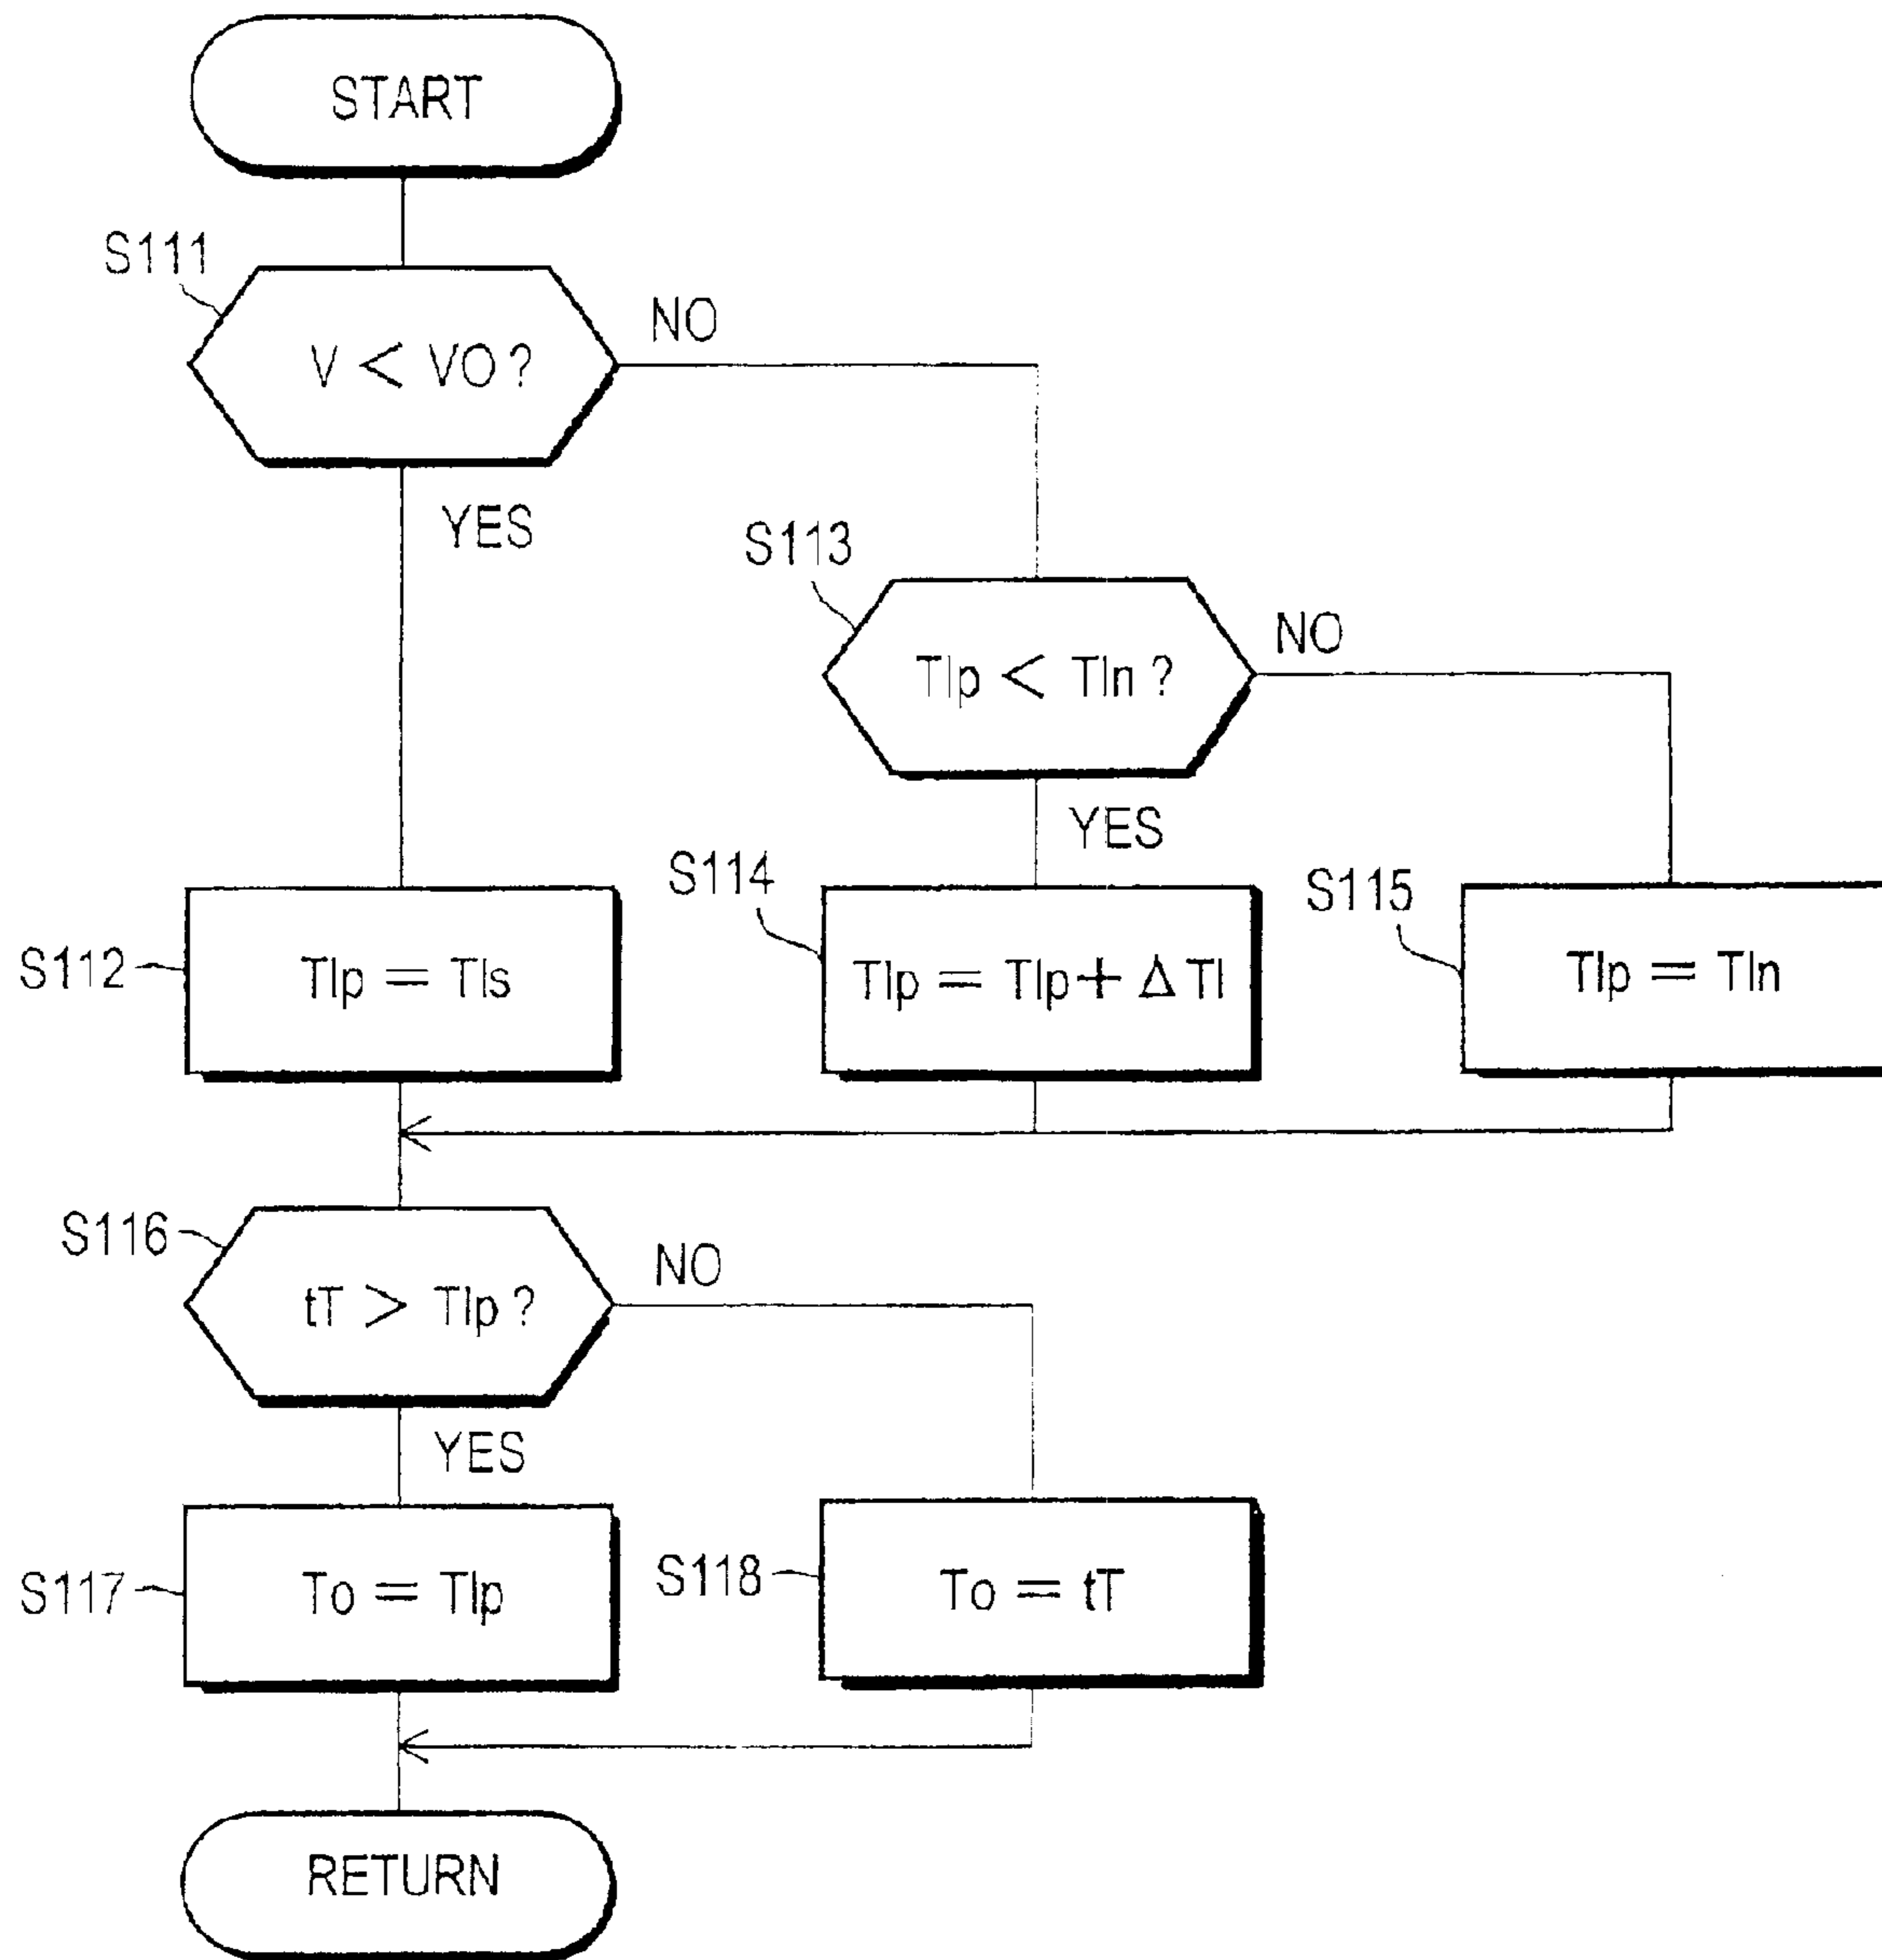 START
S111
V < VO ?
NO
YES
S113
Tlp < Tln ?
NO
YES
S112
Tlp = Tls
S114
Tlp = Tlp + Δ Tl
S115
Tlp = Tln
S116
tT > Tlp ?
NO
YES
S117
To = Tlp
S118
To = tT
RETURN